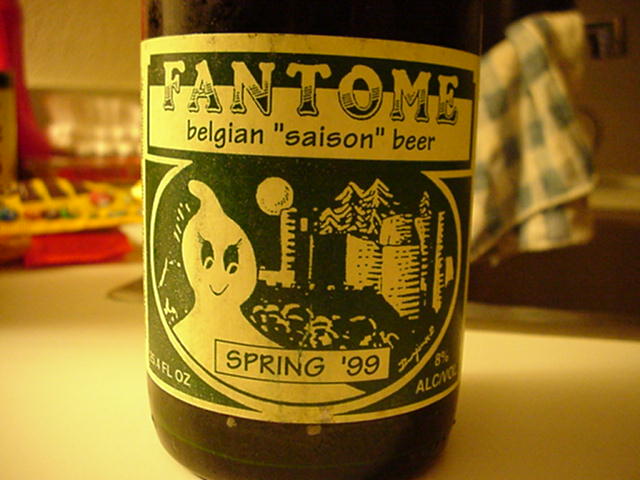 FANTOME
belgian "saison" beer
SPRING '99
25.4 FL OZ
8%
ALC/VOL